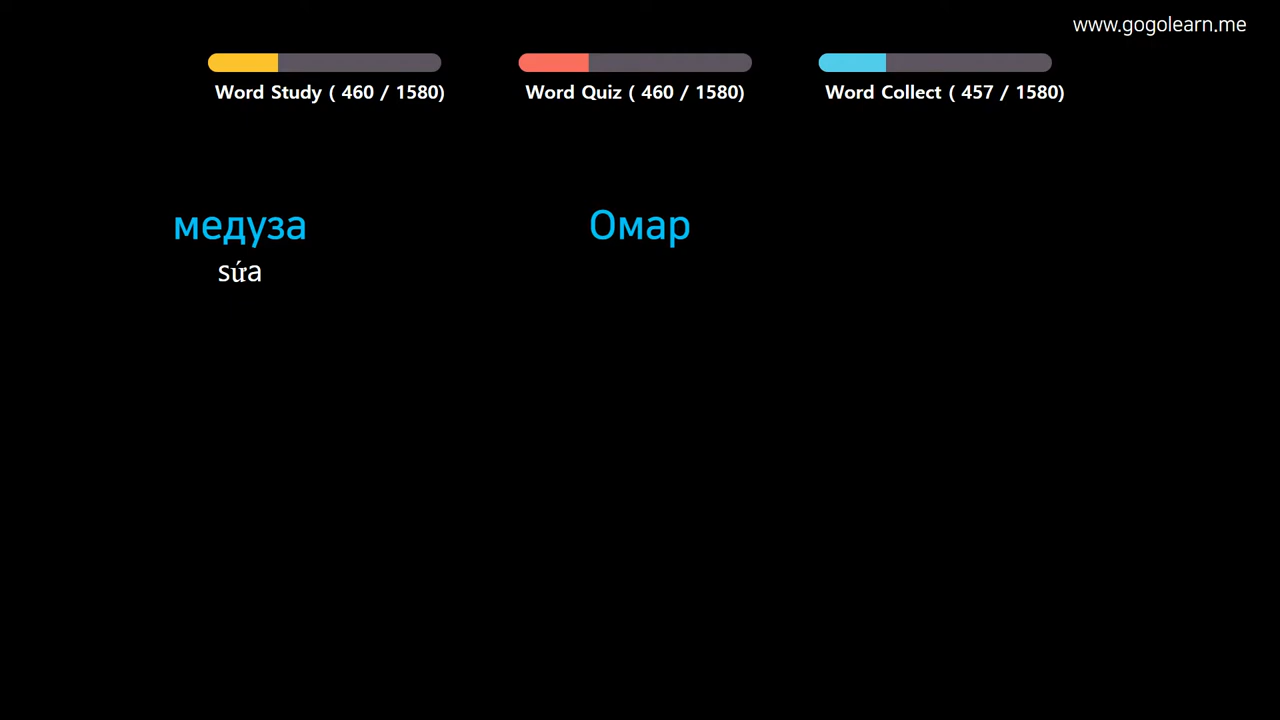 www.gogolearn.me
Word Study ( 460 / 1580)
Word Quiz ( 460 / 1580)
Word Collect ( 457 / 1580)
медуза
sứa
Омар